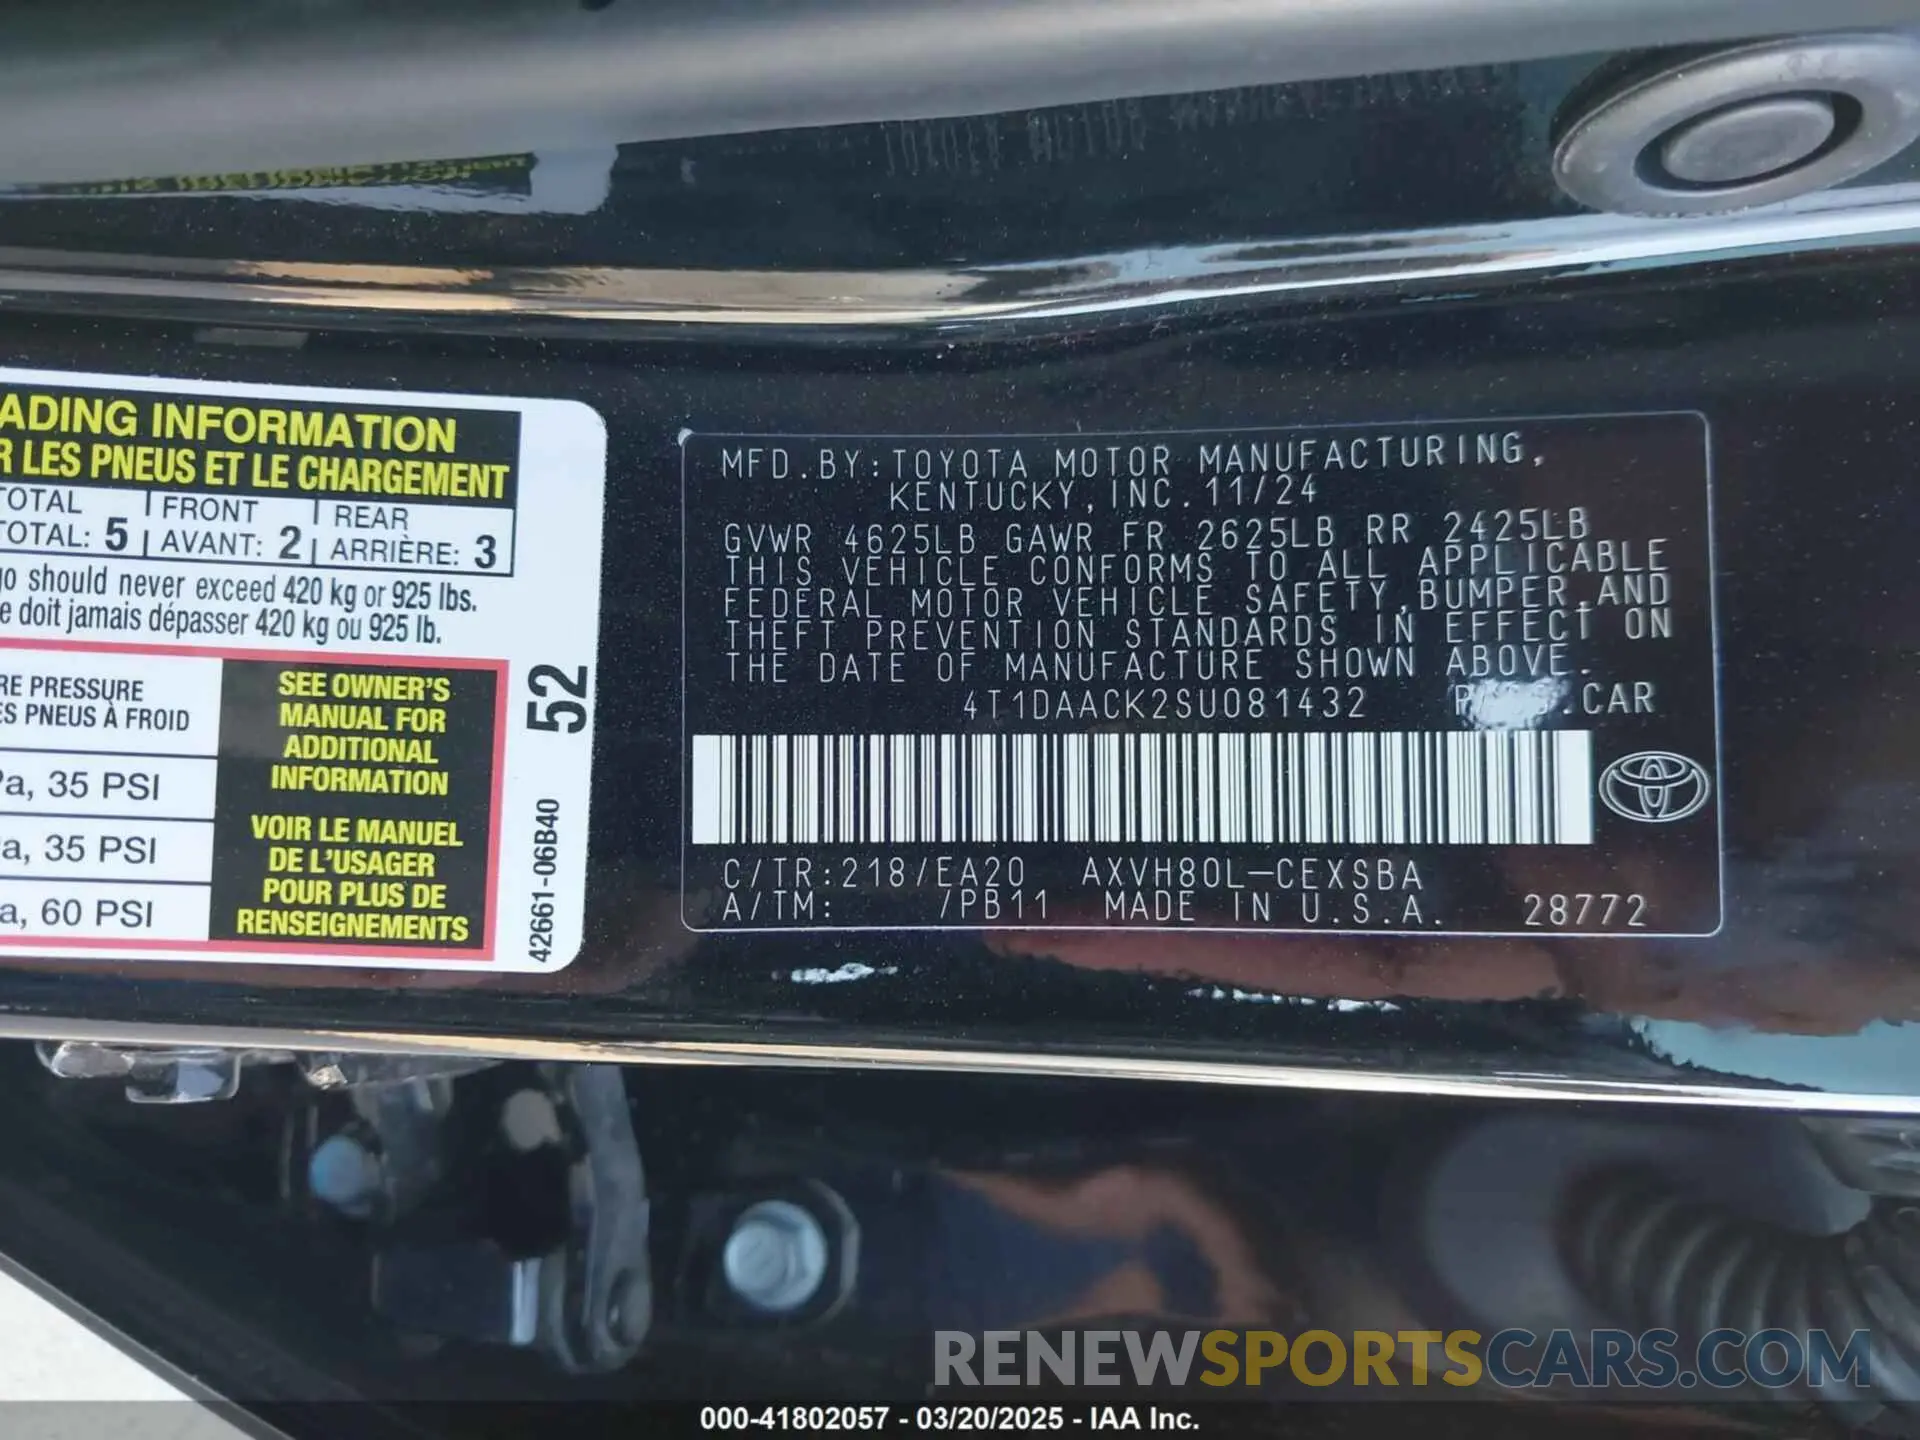 ADING INFORMATION
R LES PNEUS ET LE CHARGEMENT
TOTAL FRONT REAR
TOTAL: 5 AVANT: 2 ARRIÈRE: 3
go should never exceed 420 kg or 925 lbs.
e doit jamais dépasser 420 kg ou 925 lb.
RE PRESSURE
ES PNEUS À FROID
Pa, 35 PSI
a, 35 PSI
a, 60 PSI
SEE OWNER'S
MANUAL FOR
ADDITIONAL
INFORMATION
VOIR LE MANUEL
DE L'USAGER
POUR PLUS DE
RENSEIGNEMENTS
52
42661-06B40
MFD.BY:TOYOTA MOTOR MANUFACTURING,
KENTUCKY,INC.11/24
GVWR 4625LB GAWR FR 2625LB RR 2425LB
THIS VEHICLE CONFORMS TO ALL APPLICABLE
FEDERAL MOTOR VEHICLE SAFETY,BUMPER,AND
THEFT PREVENTION STANDARDS IN EFFECT ON
THE DATE OF MANUFACTURE SHOWN ABOVE.
4T1DAACK2SU081432 PASS.CAR
C/TR:218/EA20 AXVH80L-CEXSBA
A/TM: /PB11 MADE IN U.S.A. 28772
RENEWSPORTSCARS.COM
000-41802057 - 03/20/2025 - IAA Inc.